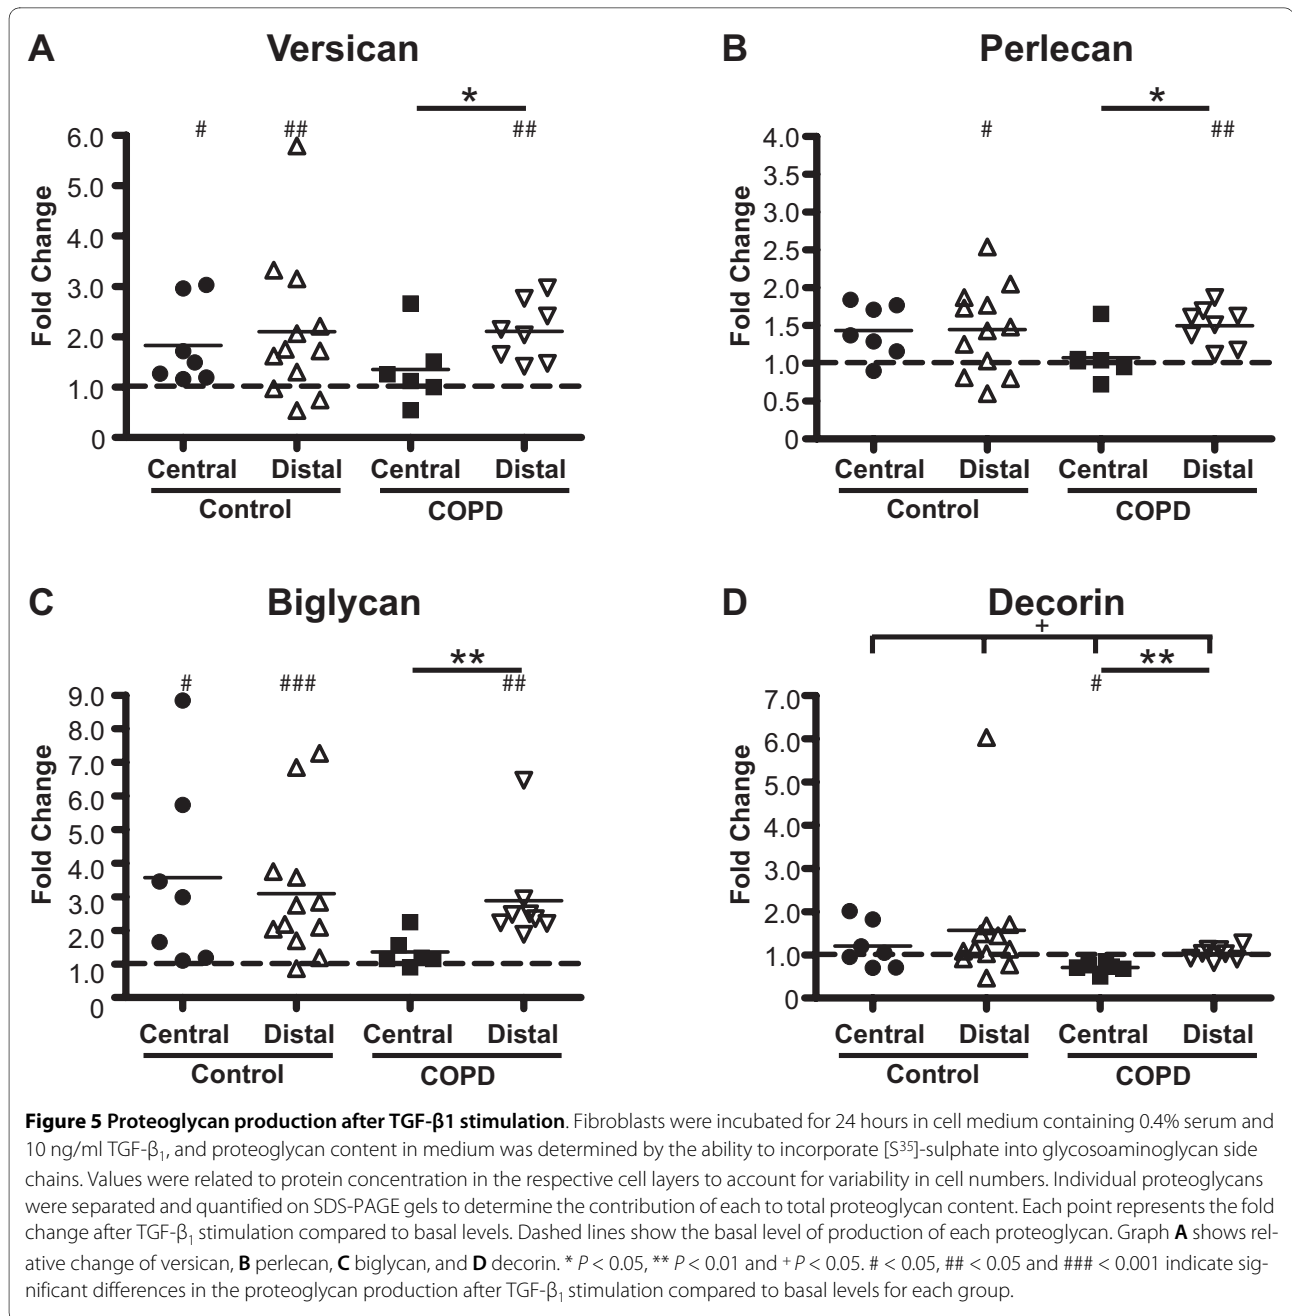 A Versican
*
# ## ##
6.0
5.0
4.0
3.0
2.0
1.0
0
Fold Change
Central Distal Central Distal
Control COPD
B Perlecan
*
# ##
4.0
3.5
3.0
2.5
2.0
1.5
1.0
0.5
0
Fold Change
Central Distal Central Distal
Control COPD
C Biglycan
**
# ### ##
9.0
8.0
7.0
6.0
5.0
4.0
3.0
2.0
1.0
0
Fold Change
Central Distal Central Distal
Control COPD
D Decorin
+
**
#
7.0
6.0
5.0
4.0
3.0
2.0
1.0
0
Fold Change
Central Distal Central Distal
Control COPD
Figure 5 Proteoglycan production after TGF-β1 stimulation. Fibroblasts were incubated for 24 hours in cell medium containing 0.4% serum and
10 ng/ml TGF-β₁, and proteoglycan content in medium was determined by the ability to incorporate [S³⁵]-sulphate into glycosoaminoglycan side
chains. Values were related to protein concentration in the respective cell layers to account for variability in cell numbers. Individual proteoglycans
were separated and quantified on SDS-PAGE gels to determine the contribution of each to total proteoglycan content. Each point represents the fold
change after TGF-β₁ stimulation compared to basal levels. Dashed lines show the basal level of production of each proteoglycan. Graph A shows rel-
ative change of versican, B perlecan, C biglycan, and D decorin. * P < 0.05, ** P < 0.01 and ⁺ P < 0.05. # < 0.05, ## < 0.05 and ### < 0.001 indicate sig-
nificant differences in the proteoglycan production after TGF-β₁ stimulation compared to basal levels for each group.